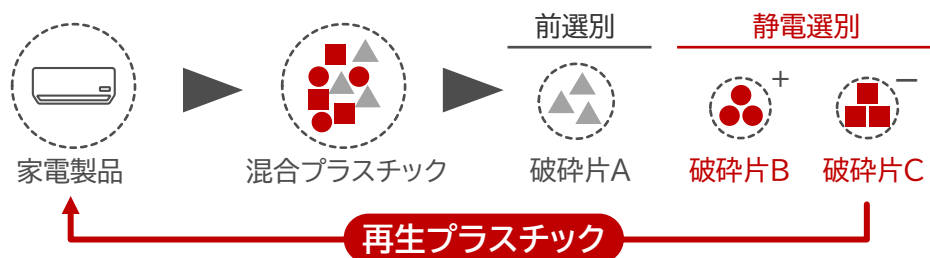 前選別
静電選別
+
−
家電製品
混合プラスチック
破砕片A
破砕片B
破砕片C
再生プラスチック